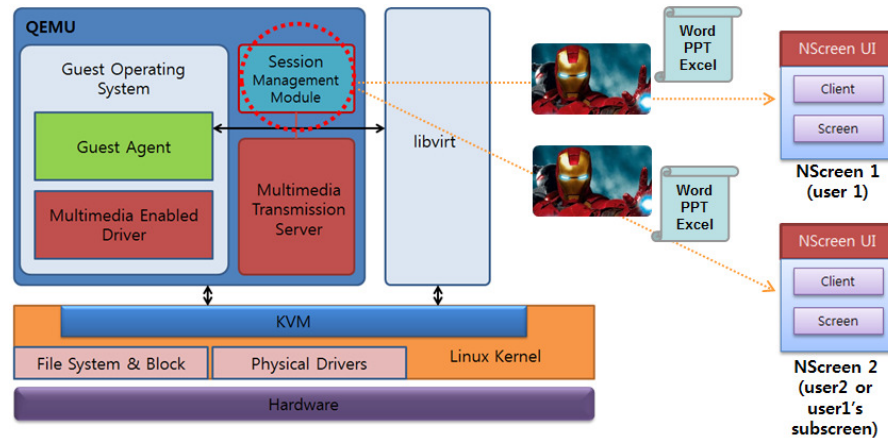 QEMU
Guest Operating
System
Guest Agent
Multimedia Enabled
Driver
Session
Management
Module
Multimedia
Transmission
Server
libvirt
Word
PPT
Excel
Word
PPT
Excel
NScreen UI
Client
Screen
NScreen 1
(user 1)
NScreen UI
Client
Screen
NScreen 2
(user2 or
user1's
subscreen)
KVM
File System & Block
Physical Drivers
Linux Kernel
Hardware